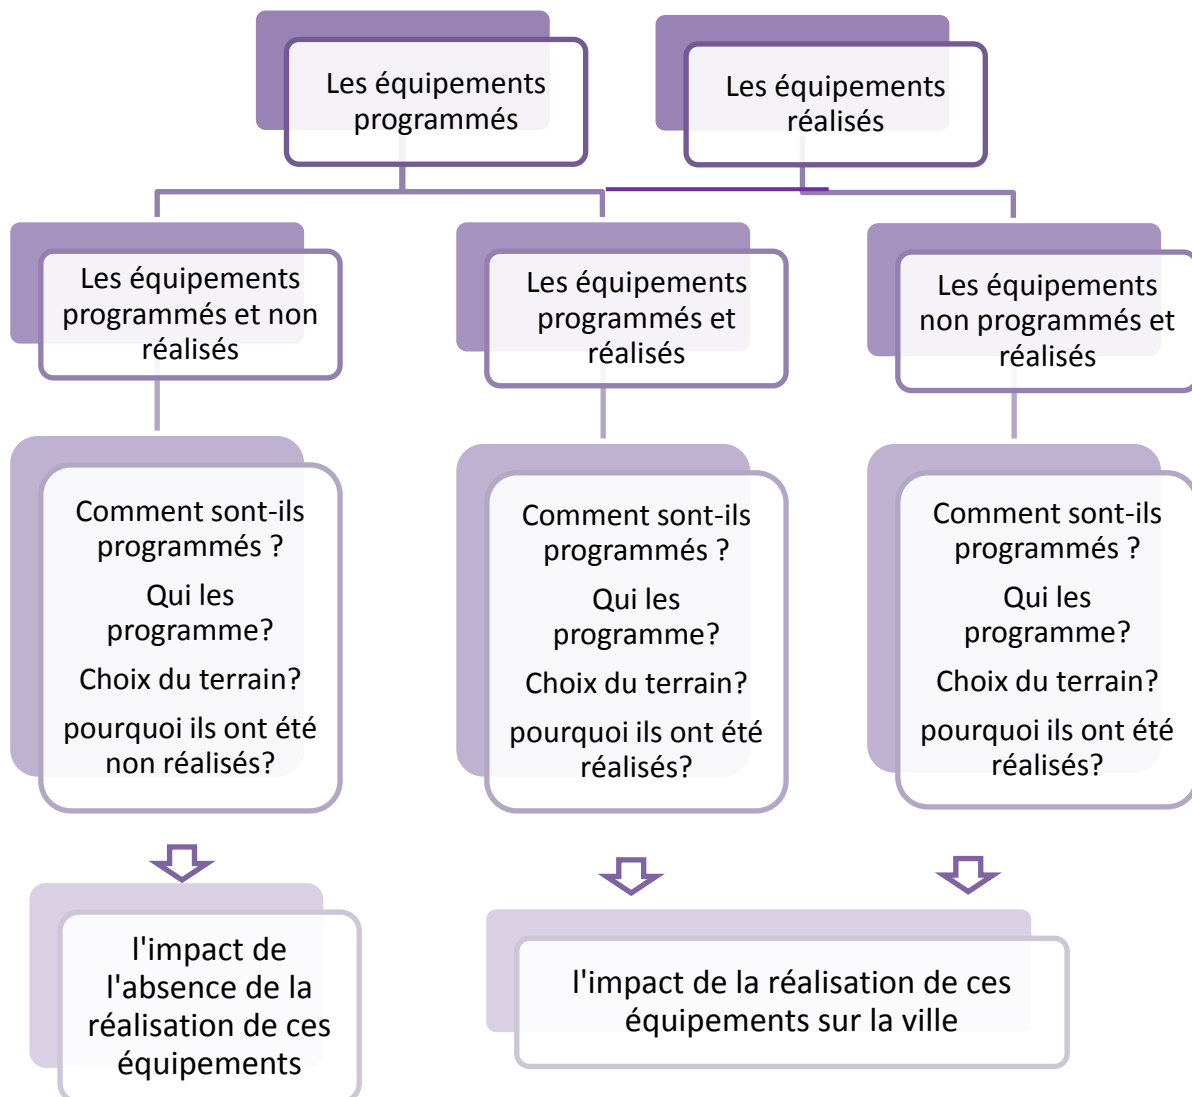 Les équipements
programmés
Les équipements
réalisés
Les équipements
programmés et non
réalisés
Les équipements
programmés et
réalisés
Les équipements
non programmés et
réalisés
Comment sont-ils
programmés ?
Qui les
programme?
Choix du terrain?
pourquoi ils ont été
non réalisés?
Comment sont-ils
programmés ?
Qui les
programme?
Choix du terrain?
pourquoi ils ont été
réalisés?
Comment sont-ils
programmés ?
Qui les
programme?
Choix du terrain?
pourquoi ils ont été
réalisés?
l'impact de
l'absence de la
réalisation de ces
équipements
l'impact de la réalisation de ces
équipements sur la ville